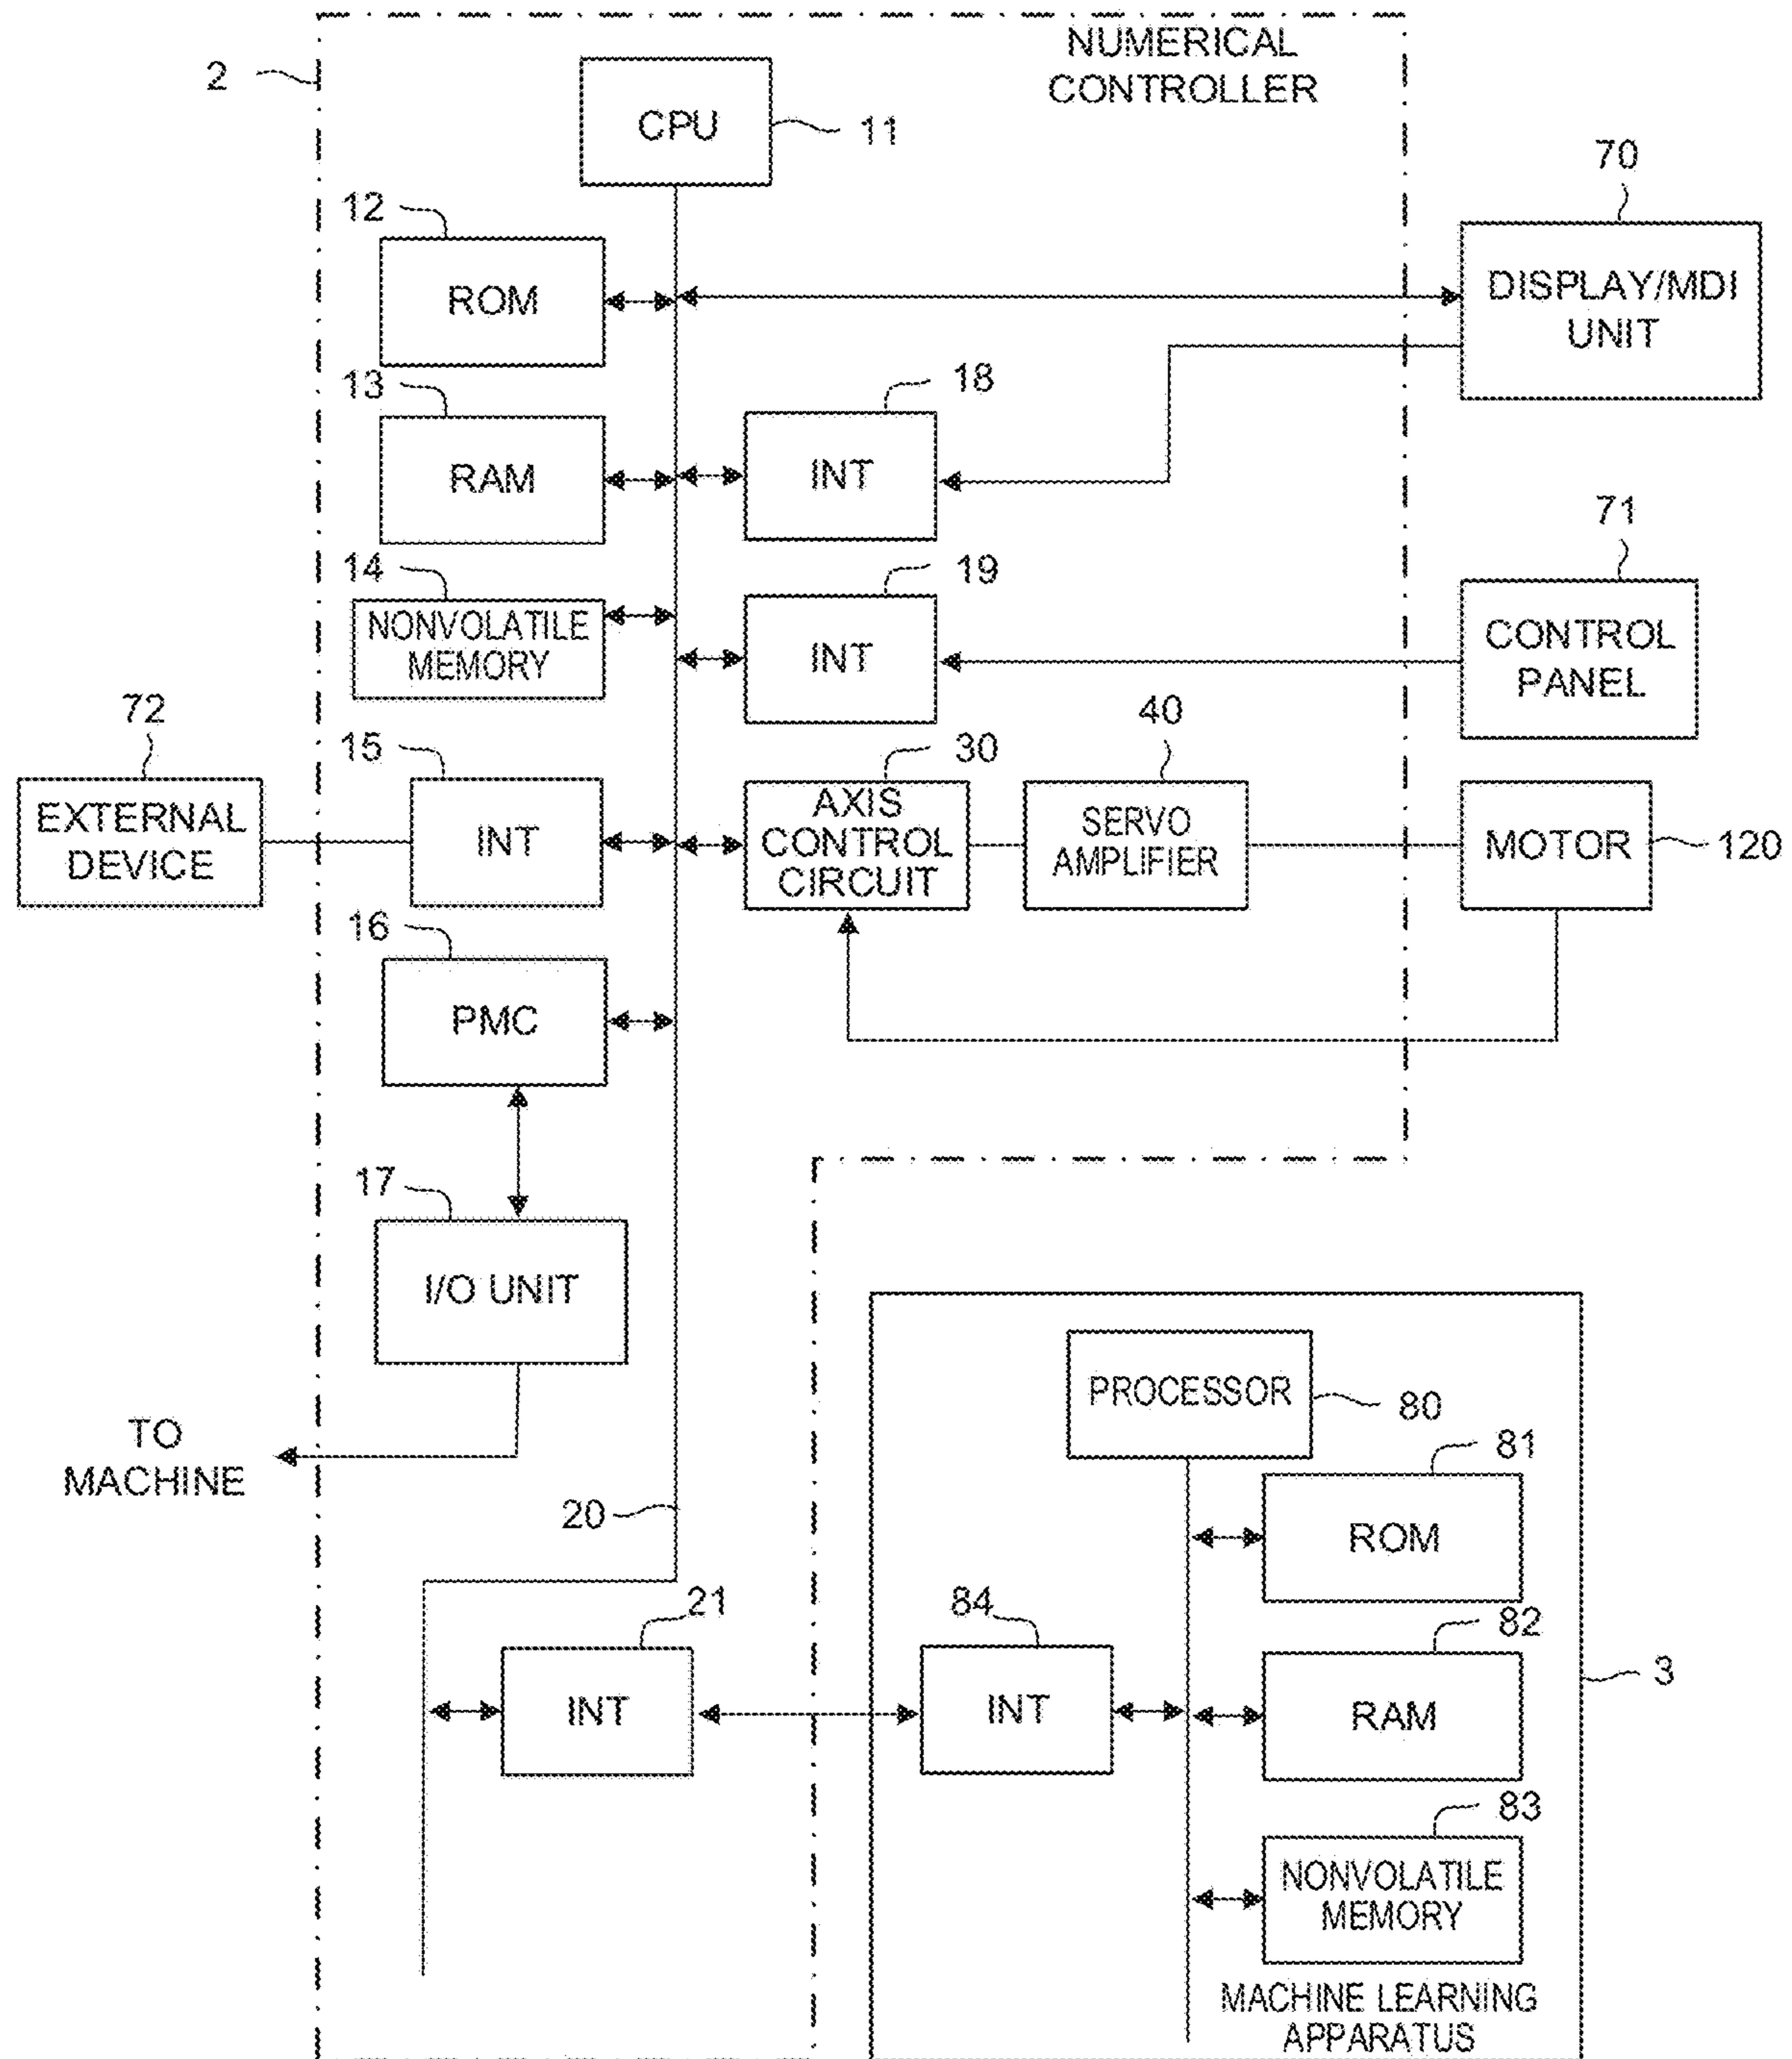 NUMERICAL
CONTROLLER
2
CPU
11
70
12
ROM
DISPLAY/MDI
UNIT
13
RAM
18
INT
71
14
NONVOLATILE
MEMORY
19
INT
CONTROL
PANEL
72
EXTERNAL
DEVICE
15
INT
30
AXIS
CONTROL
CIRCUIT
40
SERVO
AMPLIFIER
MOTOR
120
16
PMC
17
I/O UNIT
TO
MACHINE
20
21
INT
PROCESSOR
80
81
ROM
84
INT
82
RAM
3
83
NONVOLATILE
MEMORY
MACHINE LEARNING
APPARATUS